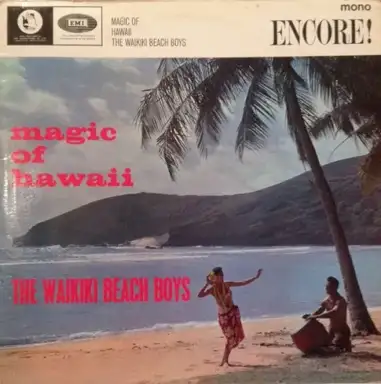 EMI
MAGIC OF
HAWAII
THE WAIKIKI BEACH BOYS
mono
ENCORE!
magic
of
hawaii
THE WAIKIKI BEACH BOYS